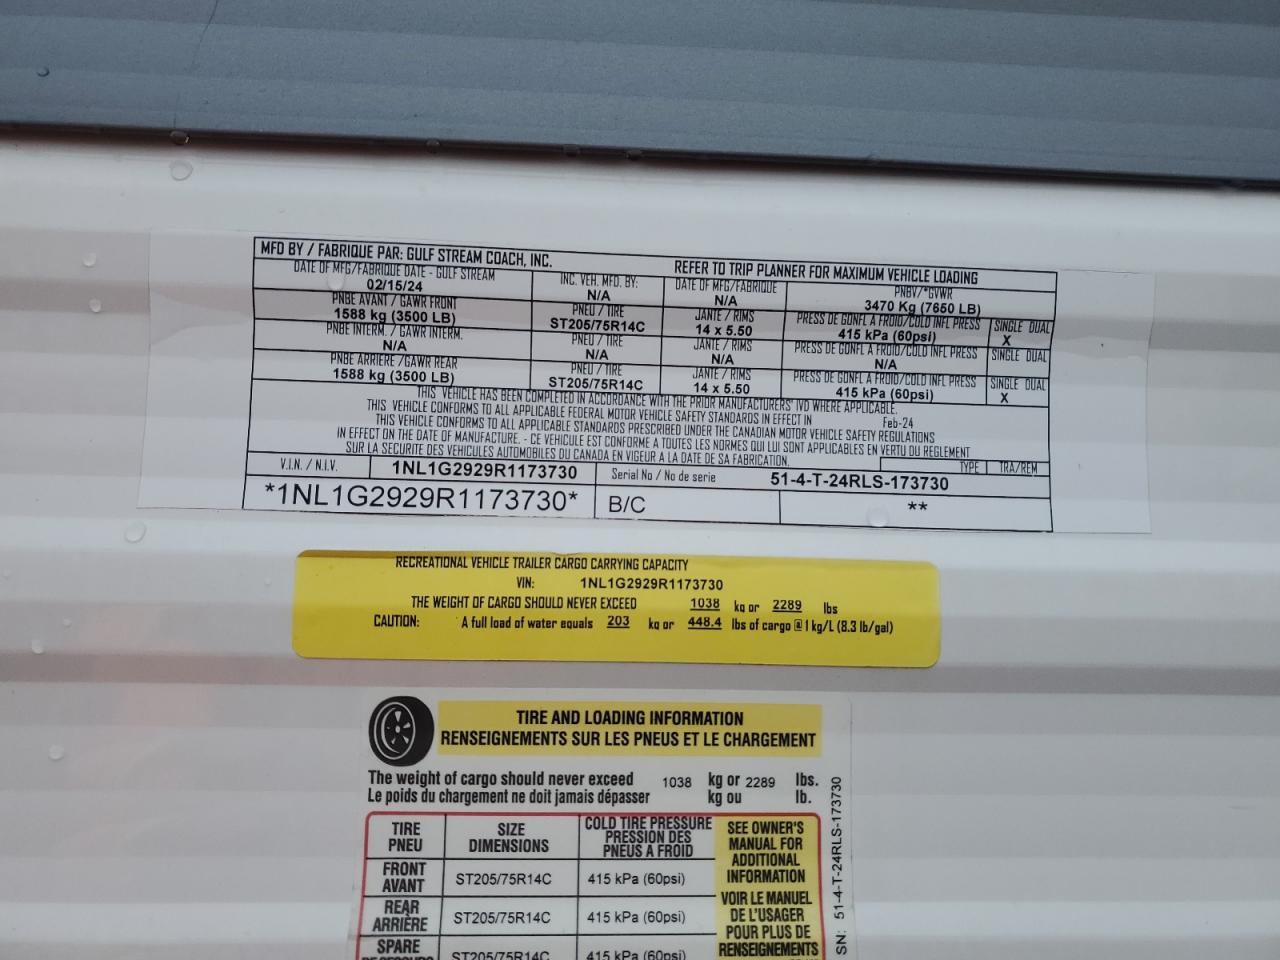 MFD BY / FABRIQUE PAR: GULF STREAM COACH, INC. REFER TO TRIP PLANNER FOR MAXIMUM VEHICLE LOADING
DATE OF MFG/FABRIQUE DATE - GULF STREAM INC. VEH. MFD. BY: DATE OF MFG/FABRIQUE PNBV/*GVWR
02/15/24 N/A N/A 3470 Kg (7650 LB)
PNBE AVANT / GAWR FRONT PNEU / TIRE JANTE / RIMS PRESS DE GONFL A FROID/COLD INFL PRESS SINGLE DUAL
1588 kg (3500 LB) ST205/75R14C 14 x 5.50 415 kPa (60psi) X
PNBE INTERM. / GAWR INTERM. PNEU / TIRE JANTE / RIMS PRESS DE GONFL A FROID/COLD INFL PRESS SINGLE DUAL
N/A N/A N/A N/A
PNBE ARRIERE /GAWR REAR PNEU / TIRE JANTE / RIMS PRESS DE GONFL A FROID/COLD INFL PRESS SINGLE DUAL
1588 kg (3500 LB) ST205/75R14C 14 x 5.50 415 kPa (60psi) X
THIS VEHICLE HAS BEEN COMPLETED IN ACCORDANCE WITH THE PRIOR MANUFACTURERS' IVD WHERE APPLICABLE.
THIS VEHICLE CONFORMS TO ALL APPLICABLE FEDERAL MOTOR VEHICLE SAFETY STANDARDS IN EFFECT IN Feb-24
THIS VEHICLE CONFORMS TO ALL APPLICABLE STANDARDS PRESCRIBED UNDER THE CANADIAN MOTOR VEHICLE SAFETY REGULATIONS
IN EFFECT ON THE DATE OF MANUFACTURE. - CE VEHICULE EST CONFORME A TOUTES LES NORMES QUI LUI SONT APPLICABLES EN VERTU DU REGLEMENT
SUR LA SECURITE DES VEHICULES AUTOMOBILES DU CANADA EN VIGEUR A LA DATE DE SA FABRICATION.
TYPE TRA/REM
V.I.N. / N.I.V. 1NL1G2929R1173730 Serial No / No de serie 51-4-T-24RLS-173730
*1NL1G2929R1173730* B/C **
RECREATIONAL VEHICLE TRAILER CARGO CARRYING CAPACITY
VIN: 1NL1G2929R1173730
THE WEIGHT OF CARGO SHOULD NEVER EXCEED 1038 kg or 2289 lbs
CAUTION: A full load of water equals 203 kg or 448.4 lbs of cargo @ 1 kg/L (8.3 lb/gal)
TIRE AND LOADING INFORMATION
RENSEIGNEMENTS SUR LES PNEUS ET LE CHARGEMENT
The weight of cargo should never exceed 1038 kg or 2289 lbs.
Le poids du chargement ne doit jamais dépasser kg ou lb.
TIRE
PNEU
SIZE
DIMENSIONS
COLD TIRE PRESSURE
PRESSION DES
PNEUS A FROID
FRONT
AVANT
ST205/75R14C
415 kPa (60psi)
REAR
ARRIÈRE
ST205/75R14C
415 kPa (60psi)
SPARE
DE SECOURS
ST205/75R14C
415 kPa (60psi)
SEE OWNER'S
MANUAL FOR
ADDITIONAL
INFORMATION
VOIR LE MANUEL
DE L'USAGER
POUR PLUS DE
RENSEIGNEMENTS
SN: 51-4-T-24RLS-173730